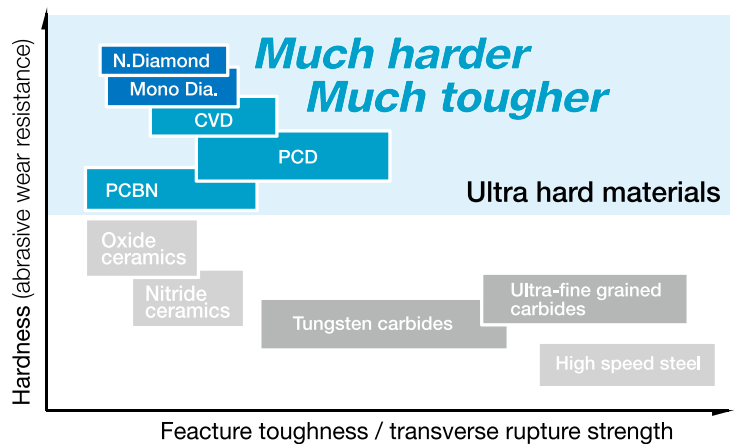 Hardness (abrasive wear resistance)
N.Diamond
Much harder
Mono Dia.
Much tougher
CVD
PCD
PCBN
Ultra hard materials
Oxide
ceramics
Nitride
ceramics
Tungsten carbides
Ultra-fine grained
carbides
High speed steel
Feacture toughness / transverse rupture strength